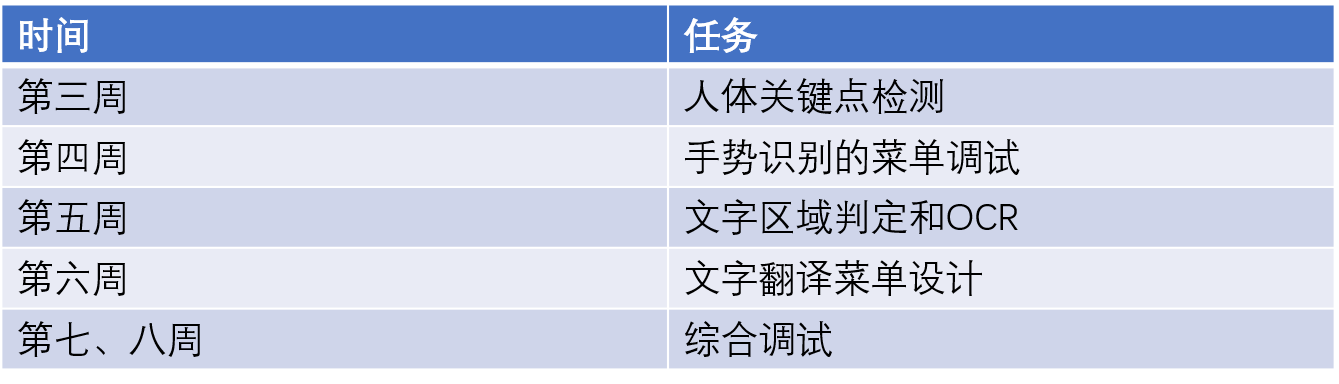 时间 任务
第三周 人体关键点检测
第四周 手势识别的菜单调试
第五周 文字区域判定和OCR
第六周 文字翻译菜单设计
第七、八周 综合调试